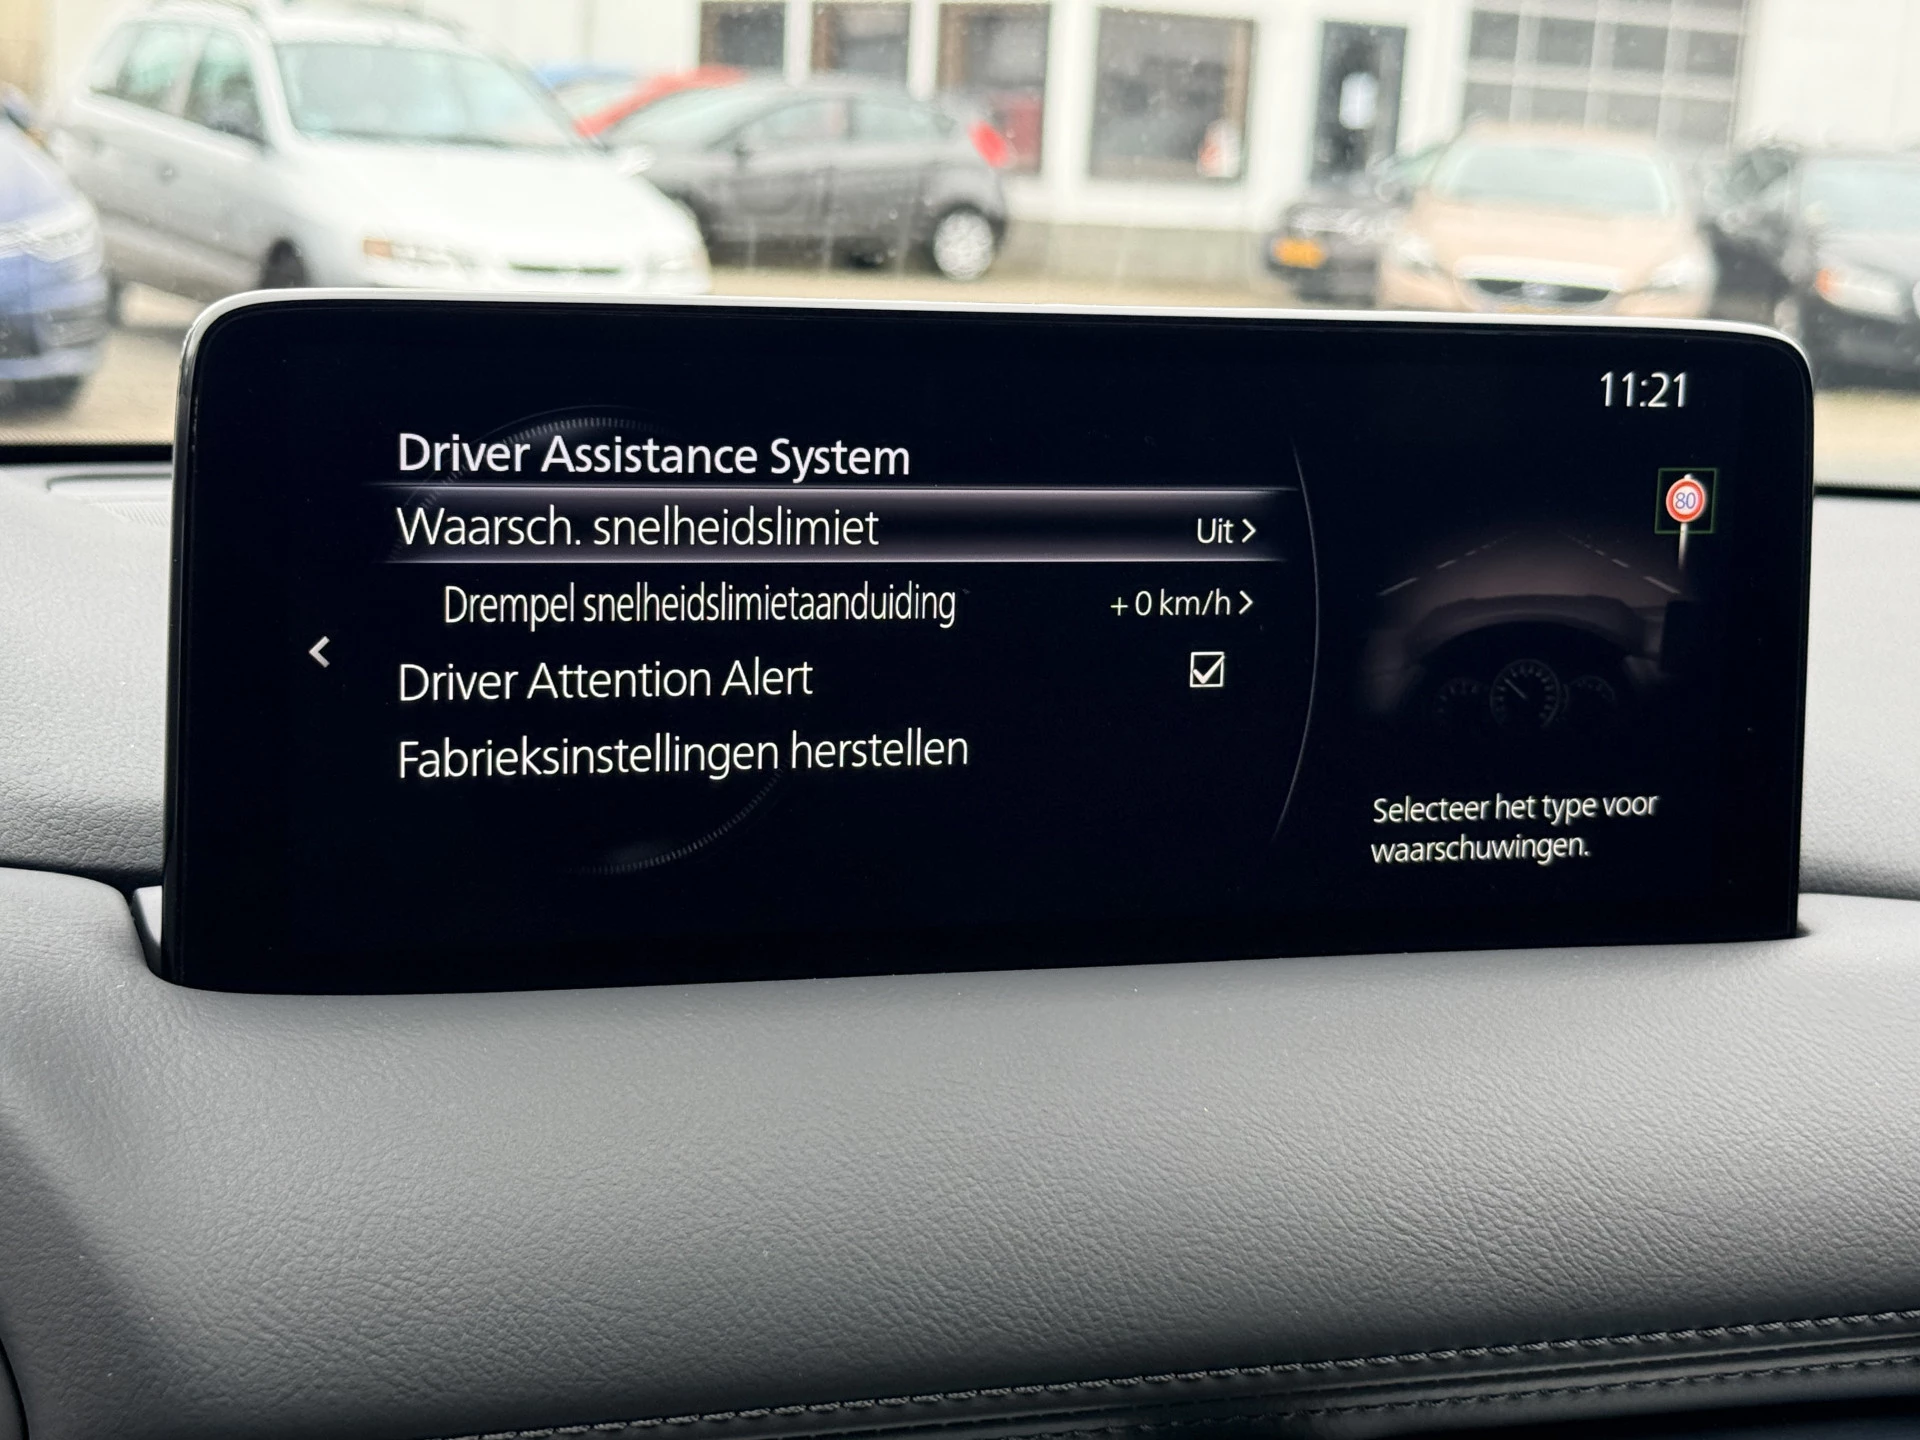 11:21
Driver Assistance System
Waarsch. snelheidslimiet Uit
Drempel snelheidslimietaanduiding + 0 km/h
Driver Attention Alert
Fabrieksinstellingen herstellen
80
Selecteer het type voor
waarschuwingen.